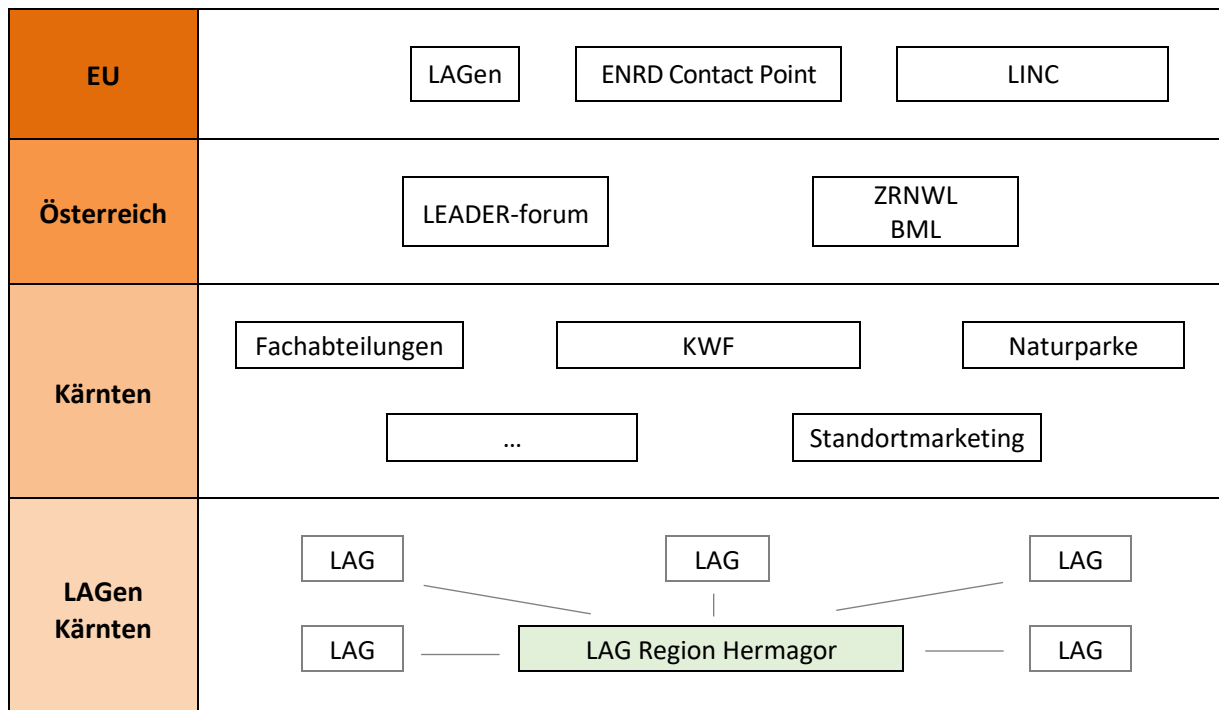 EU
LAGen
ENRD Contact Point
LINC
Österreich
LEADER-forum
ZRNWL
BML
Kärnten
Fachabteilungen
KWF
Naturparke
...
Standortmarketing
LAGen
Kärnten
LAG
LAG
LAG
LAG
LAG Region Hermagor
LAG